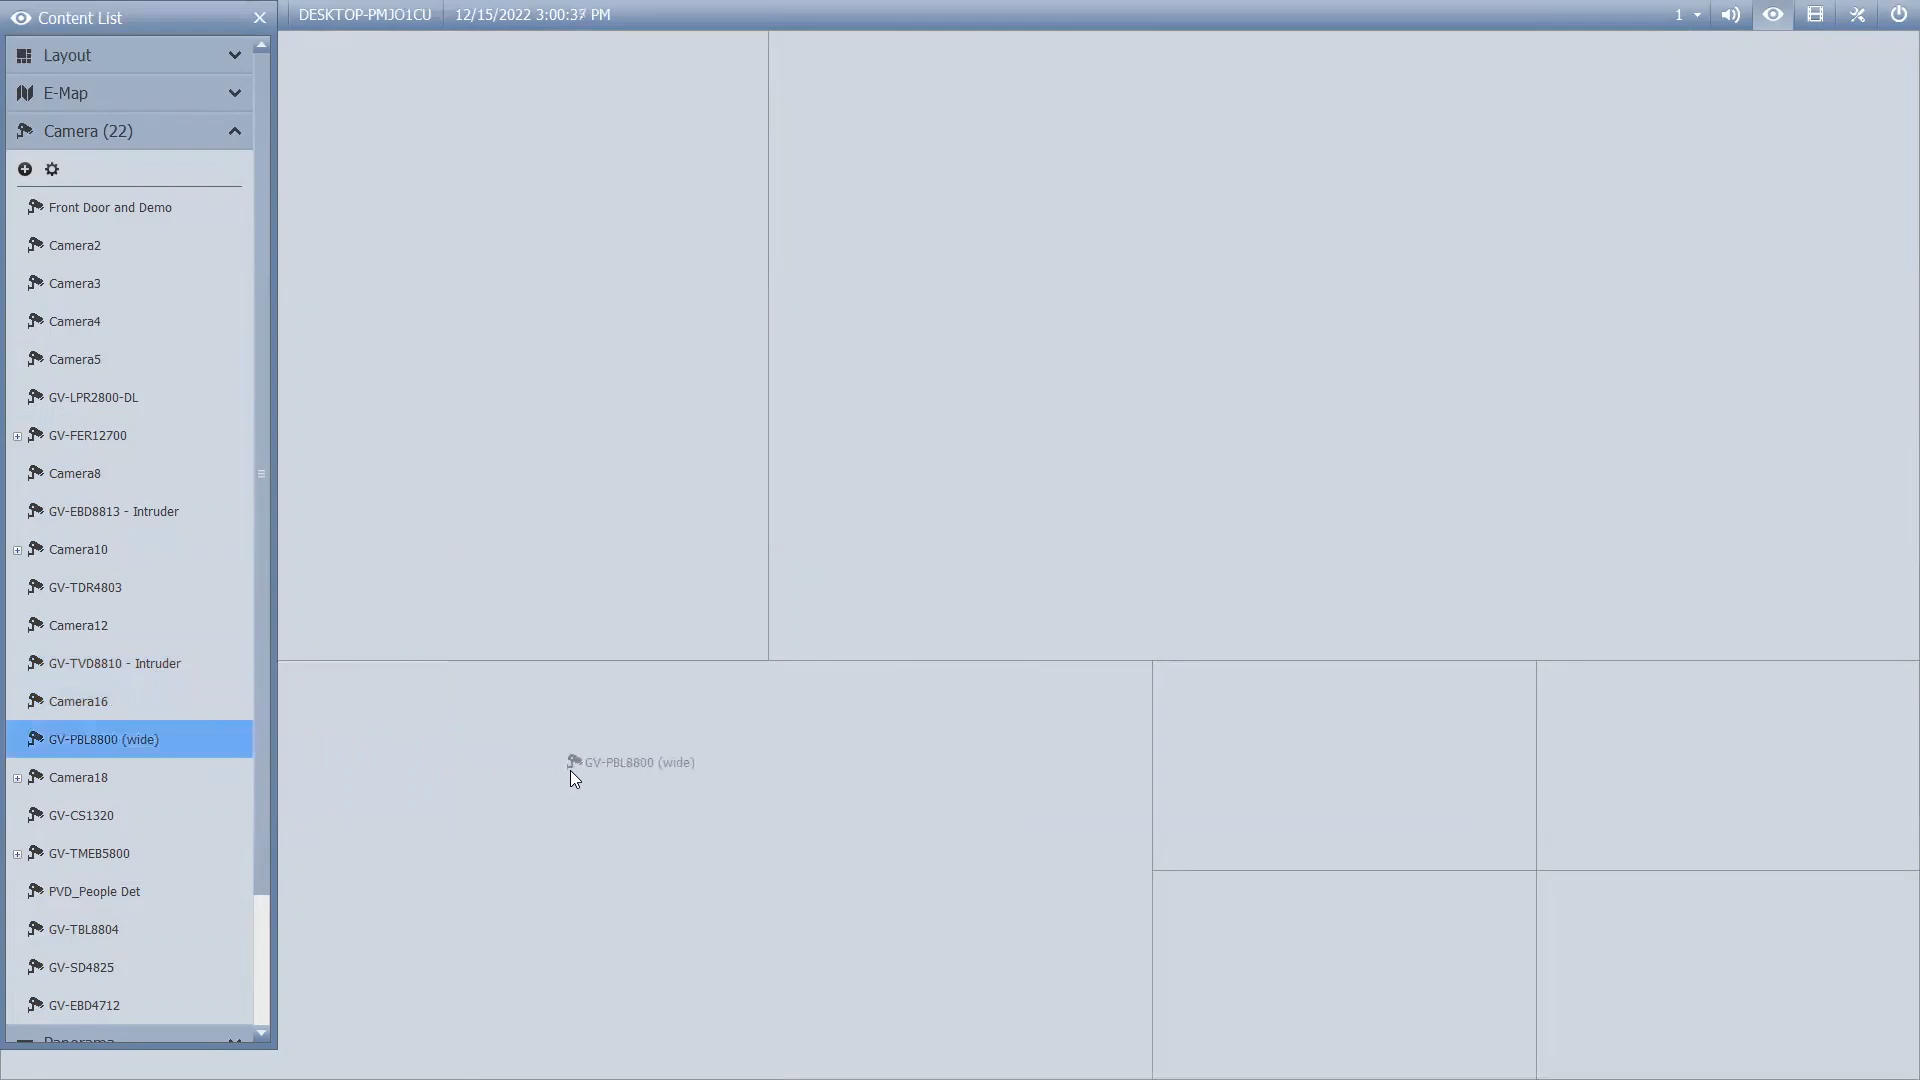 Content List
DESKTOP-PMJO1CU
12/15/2022 3:00:37 PM
1
Layout
E-Map
Camera (22)
Front Door and Demo
Camera2
Camera3
Camera4
Camera5
GV-LPR2800-DL
GV-FER12700
Camera8
GV-EBD8813 - Intruder
Camera10
GV-TDR4803
Camera12
GV-TVD8810 - Intruder
Camera16
GV-PBL8800 (wide)
GV-PBL8800 (wide)
Camera18
GV-CS1320
GV-TMEB5800
PVD_People Det
GV-TBL8804
GV-SD4825
GV-EBD4712
Panorama